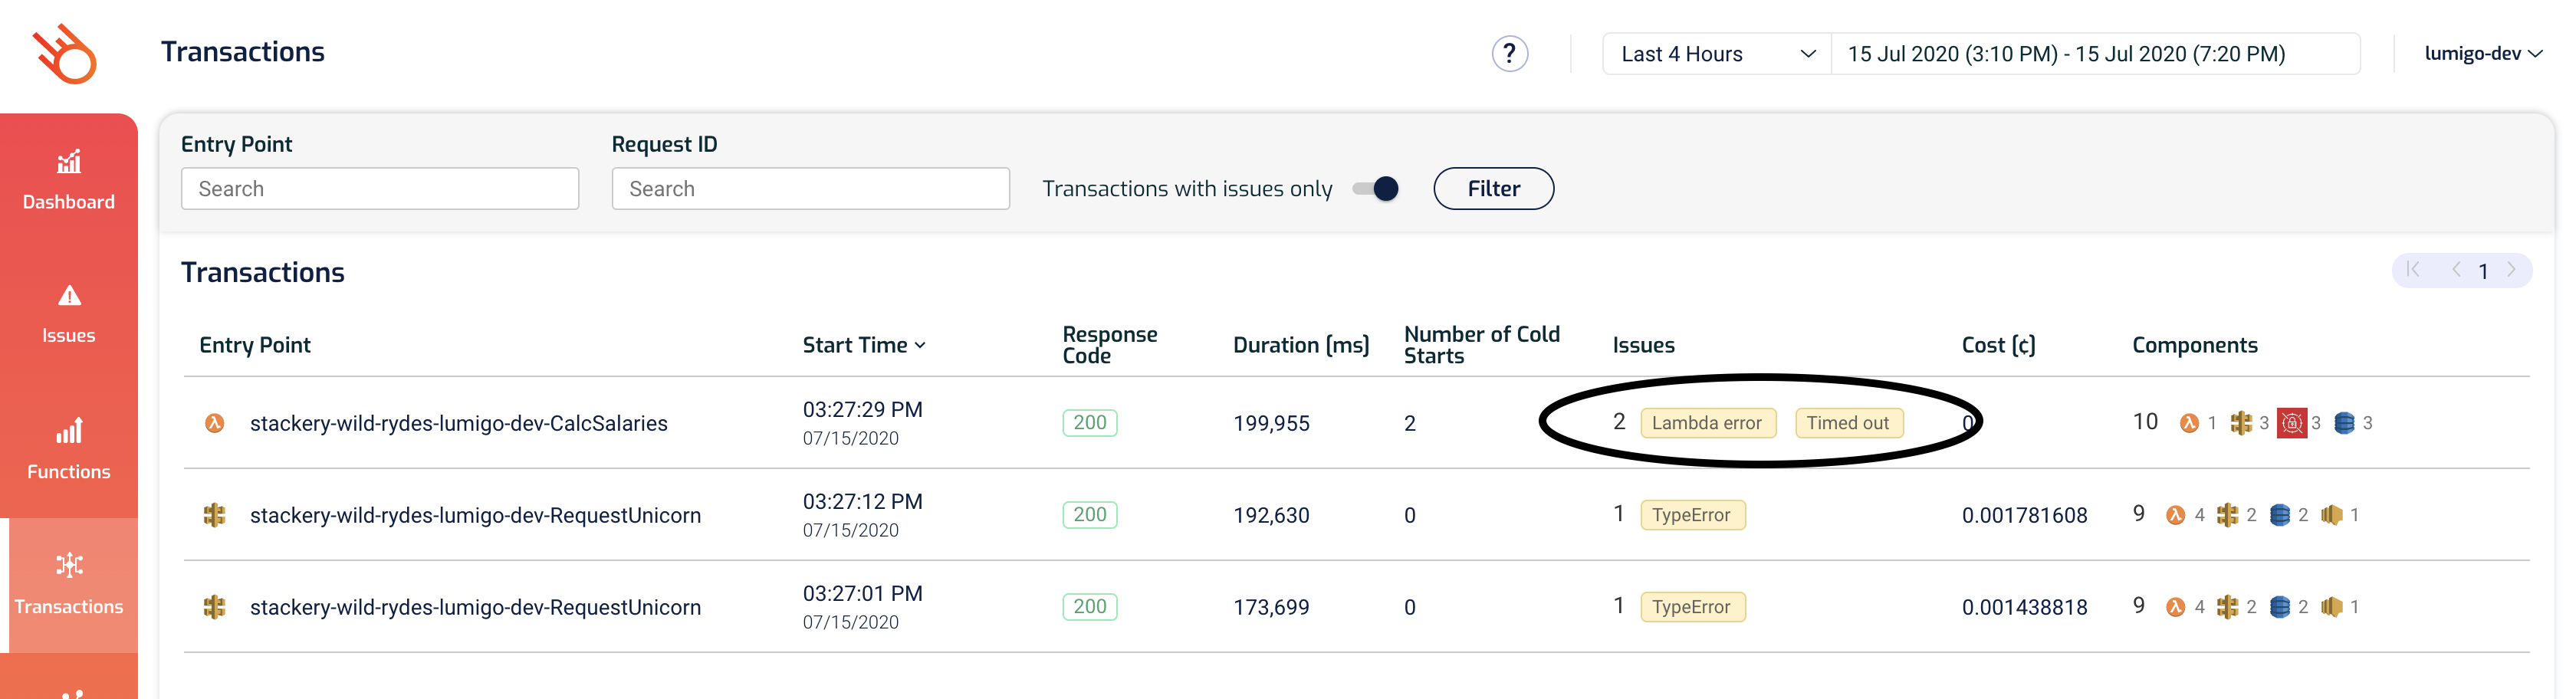 Transactions
?
Last 4 Hours
15 Jul 2020 (3:10 PM) - 15 Jul 2020 (7:20 PM)
lumigo-dev
Dashboard
Issues
Functions
Transactions
Entry Point
Request ID
Search
Search
Transactions with issues only
Filter
Transactions
1
Entry Point
Start Time
Response Code
Duration [ms]
Number of Cold Starts
Issues
Cost [¢]
Components
stackery-wild-rydes-lumigo-dev-CalcSalaries
03:27:29 PM
07/15/2020
200
199,955
2
2 Lambda error Timed out
0
10 1 3 3 3
stackery-wild-rydes-lumigo-dev-RequestUnicorn
03:27:12 PM
07/15/2020
200
192,630
0
1 TypeError
0.001781608
9 4 2 2 1
stackery-wild-rydes-lumigo-dev-RequestUnicorn
03:27:01 PM
07/15/2020
200
173,699
0
1 TypeError
0.001438818
9 4 2 2 1